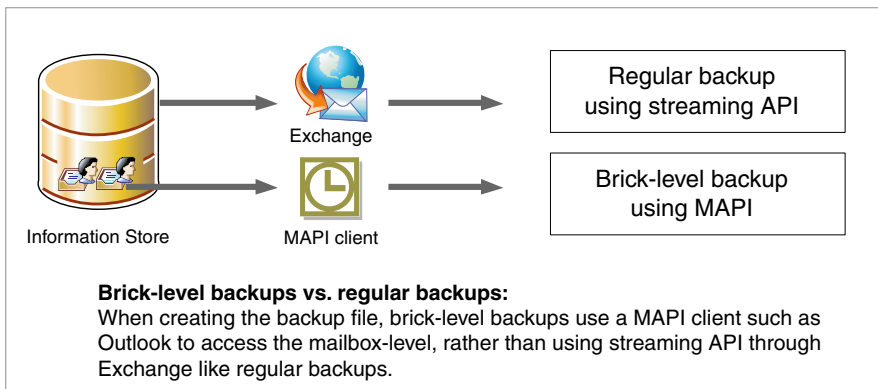 Regular backup
using streaming API
Exchange
Brick-level backup
using MAPI
Information Store
MAPI client
Brick-level backups vs. regular backups:
When creating the backup file, brick-level backups use a MAPI client such as
Outlook to access the mailbox-level, rather than using streaming API through
Exchange like regular backups.